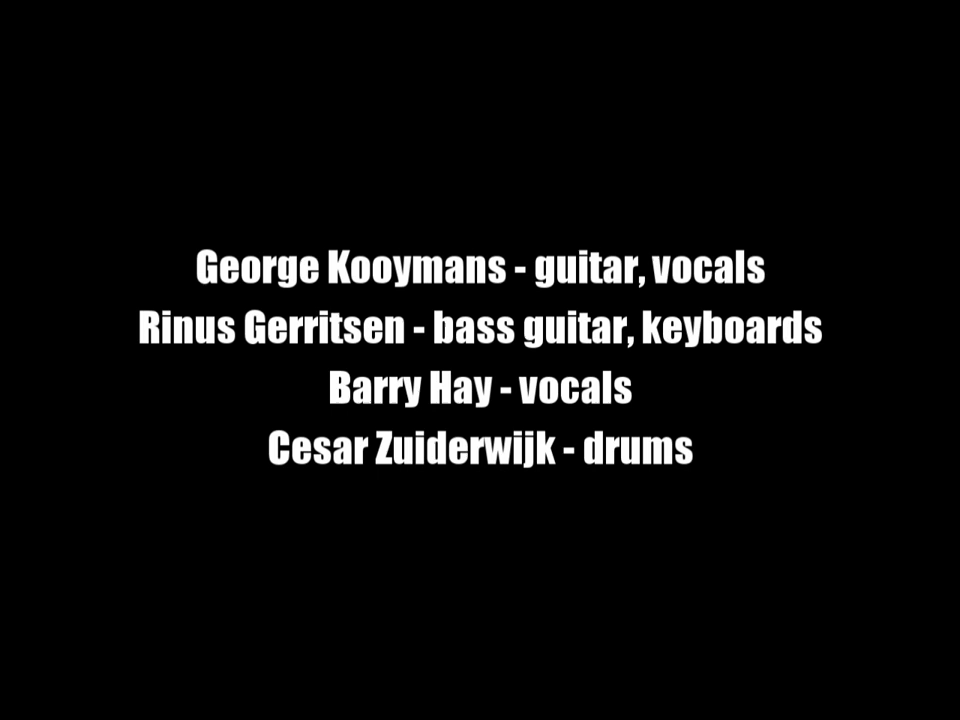 George Kooymans - guitar, vocals
Rinus Gerritsen - bass guitar, keyboards
Barry Hay - vocals
Cesar Zuiderwijk - drums